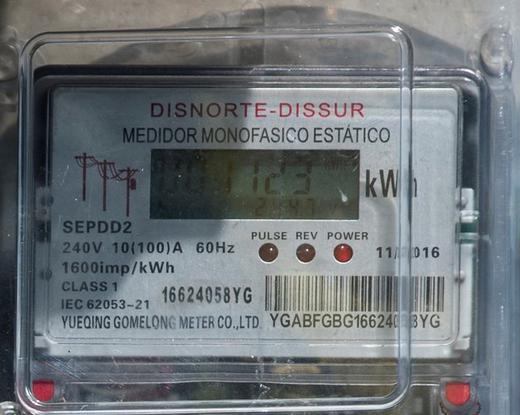 DISNORTE-DISSUR
MEDIDOR MONOFASICO ESTÁTICO
kWh
SEPDD2
PULSE REV POWER
240V 10(100)A 60Hz
1600imp/kWh
CLASS 1
16624058YG
IEC 62053-21
YUEQING GOMELONG METER CO.,LTD.